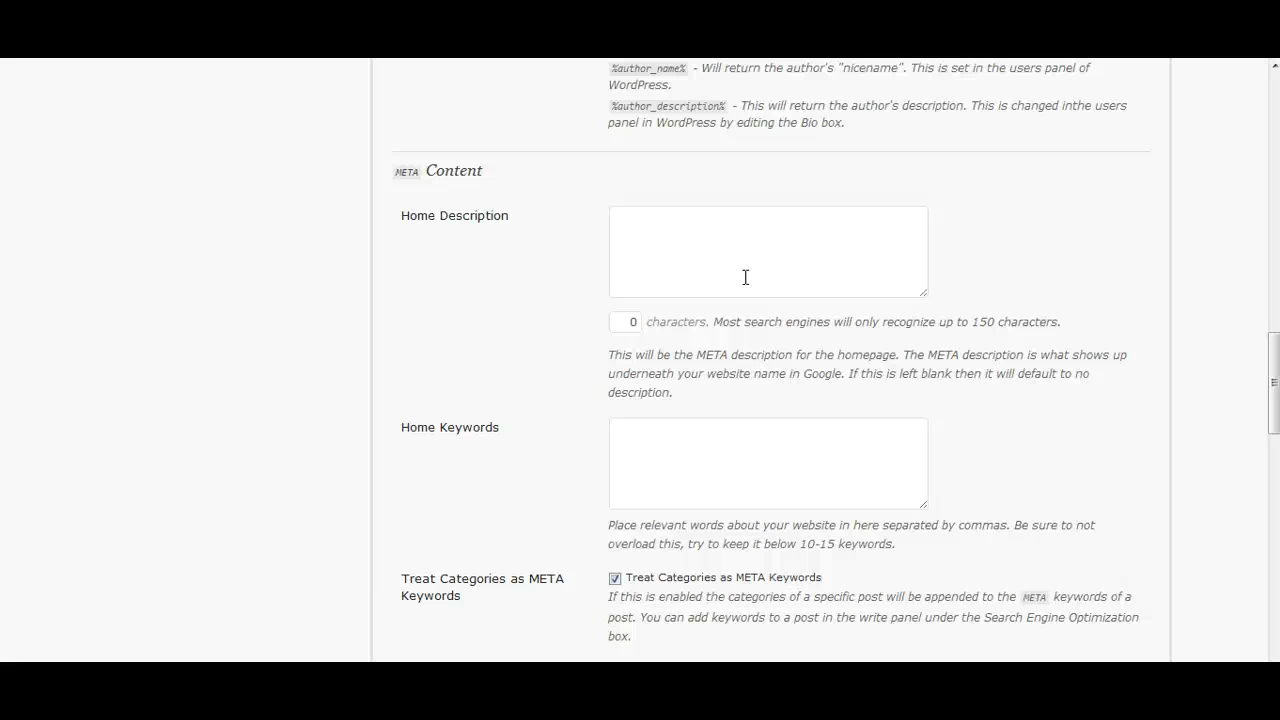 %author_name% - Will return the author's "nicename". This is set in the users panel of
WordPress.
%author_description% - This will return the author's description. This is changed inthe users
panel in WordPress by editing the Bio box.
META Content
Home Description
0 characters. Most search engines will only recognize up to 150 characters.
This will be the META description for the homepage. The META description is what shows up
underneath your website name in Google. If this is left blank then it will default to no
description.
Home Keywords
Place relevant words about your website in here separated by commas. Be sure to not
overload this, try to keep it below 10-15 keywords.
Treat Categories as META
Keywords
Treat Categories as META Keywords
If this is enabled the categories of a specific post will be appended to the META keywords of a
post. You can add keywords to a post in the write panel under the Search Engine Optimization
box.